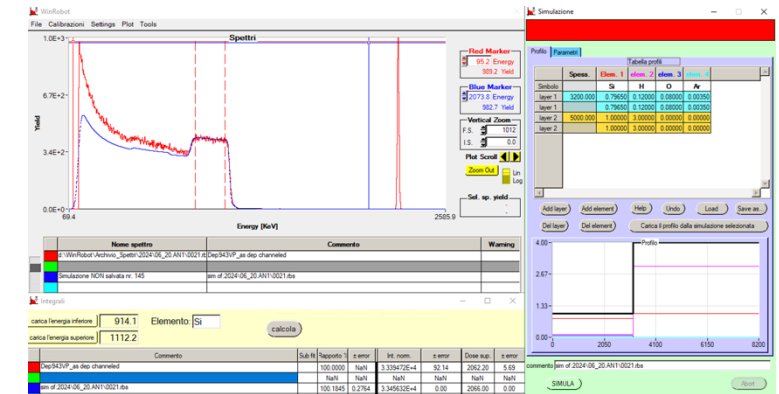 WinRobot
File Calibrazioni Settings Plot Tools
Spettri
1.0E+3
6.7E+2
3.4E+2
0.0E+0
Yield
69.4
2585.9
Energy [KeV]
Red Marker
95.2 Energy
989.2 Yield
Blue Marker
2073.8 Energy
982.7 Yield
Vertical Zoom
F.S. 1012
I.S. 0.0
Plot Scroll
Zoom Out
Lin
Log
Sel. sp. yield
Nome spettro Commento Warning
d:\WinRobot\Archivio_Spettri\2024\06_20.AN1\0021.rb Dep943VP_as dep channeled
Simulazione NON salvata nr. 145 sim of:2024\06_20.AN1\0021.rbs
Integrali
carica l'energia inferiore 914.1 Elemento: Si
carica l'energia superiore 1112.2
calcola
Commento Sub fit Rapporto % ± error Int. nom. ± error Dose sup. ± error
Dep943VP_as dep channeled 100.0000 NaN 3.339472E+4 92.14 2062.20 5.69
NaN NaN NaN NaN NaN NaN
sim of:2024\06_20.AN1\0021.rbs 100.1845 0.2764 3.345632E+4 0.00 2066.00 0.00
Simulazione
Profilo Parametri
Tabella profili
Spess. Elem. 1 elem. 2 elem. 3 elem. 4
Simbolo Si H O Ar
layer 1 3200.000 0.79650 0.12000 0.08000 0.00350
layer 1 0.79650 0.12000 0.08000 0.00350
layer 2 5000.000 1.00000 3.00000 0.00000 0.00000
layer 2 1.00000 3.00000 0.00000 0.00000
Add layer Add element Help Undo Load Save as..
Del layer Del element Carica il profilo dalla simulazione selezionata
Profilo
4.00
2.67
1.33
0.00
0 2050 4100 6150 8200
commento sim of:2024\06_20.AN1\0021.rbs
SIMULA Abort